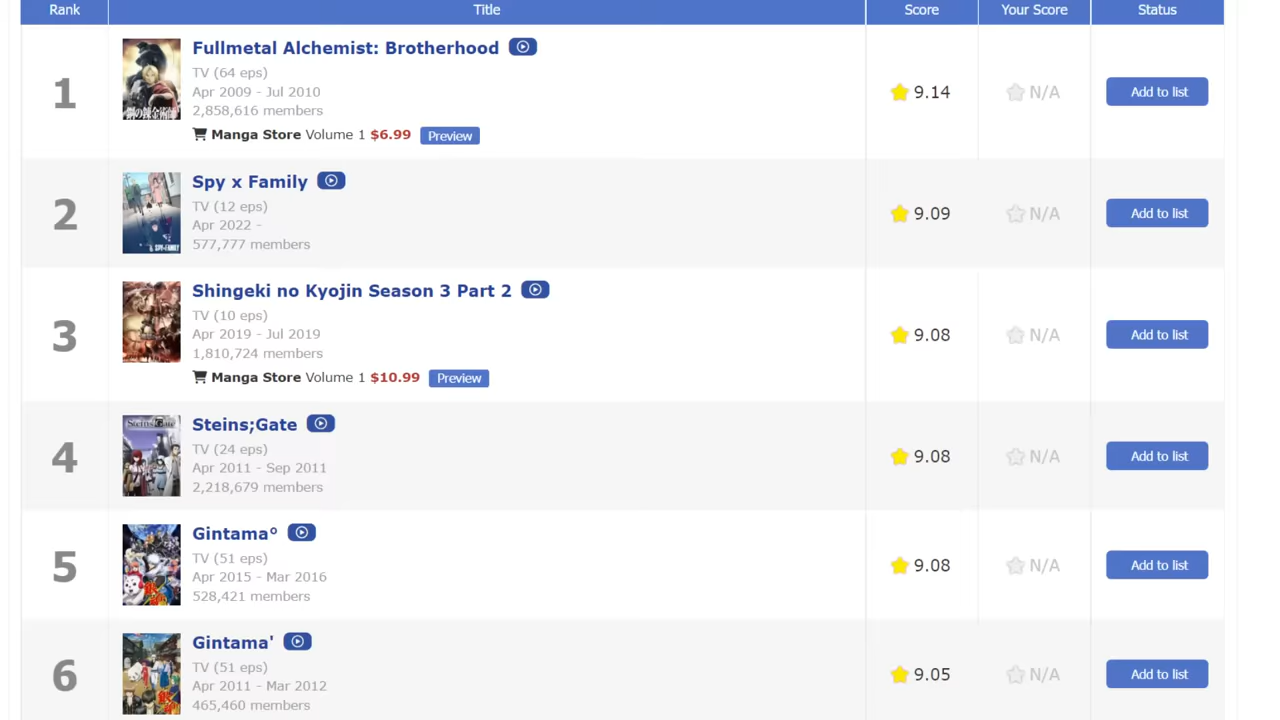 Rank Title Score Your Score Status
1
Fullmetal Alchemist: Brotherhood
TV (64 eps)
Apr 2009 - Jul 2010
2,858,616 members
Manga Store Volume 1 $6.99 Preview
9.14 N/A Add to list
2
Spy x Family
TV (12 eps)
Apr 2022 -
577,777 members
9.09 N/A Add to list
3
Shingeki no Kyojin Season 3 Part 2
TV (10 eps)
Apr 2019 - Jul 2019
1,810,724 members
Manga Store Volume 1 $10.99 Preview
9.08 N/A Add to list
4
Steins;Gate
TV (24 eps)
Apr 2011 - Sep 2011
2,218,679 members
9.08 N/A Add to list
5
Gintama°
TV (51 eps)
Apr 2015 - Mar 2016
528,421 members
9.08 N/A Add to list
6
Gintama'
TV (51 eps)
Apr 2011 - Mar 2012
465,460 members
9.05 N/A Add to list